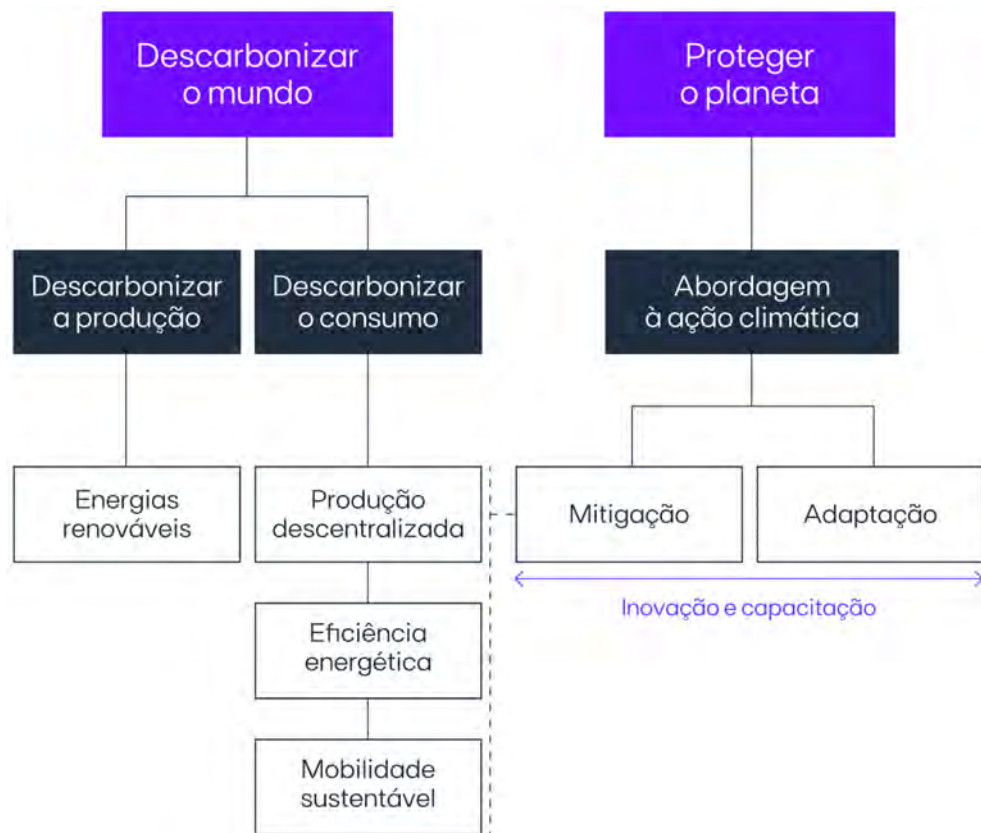 Descarbonizar
o mundo
Proteger
o planeta
Descarbonizar
a produção
Descarbonizar
o consumo
Abordagem
à ação climática
Energias
renováveis
Produção
descentralizada
Mitigação
Adaptação
Inovação e capacitação
Eficiência
energética
Mobilidade
sustentável